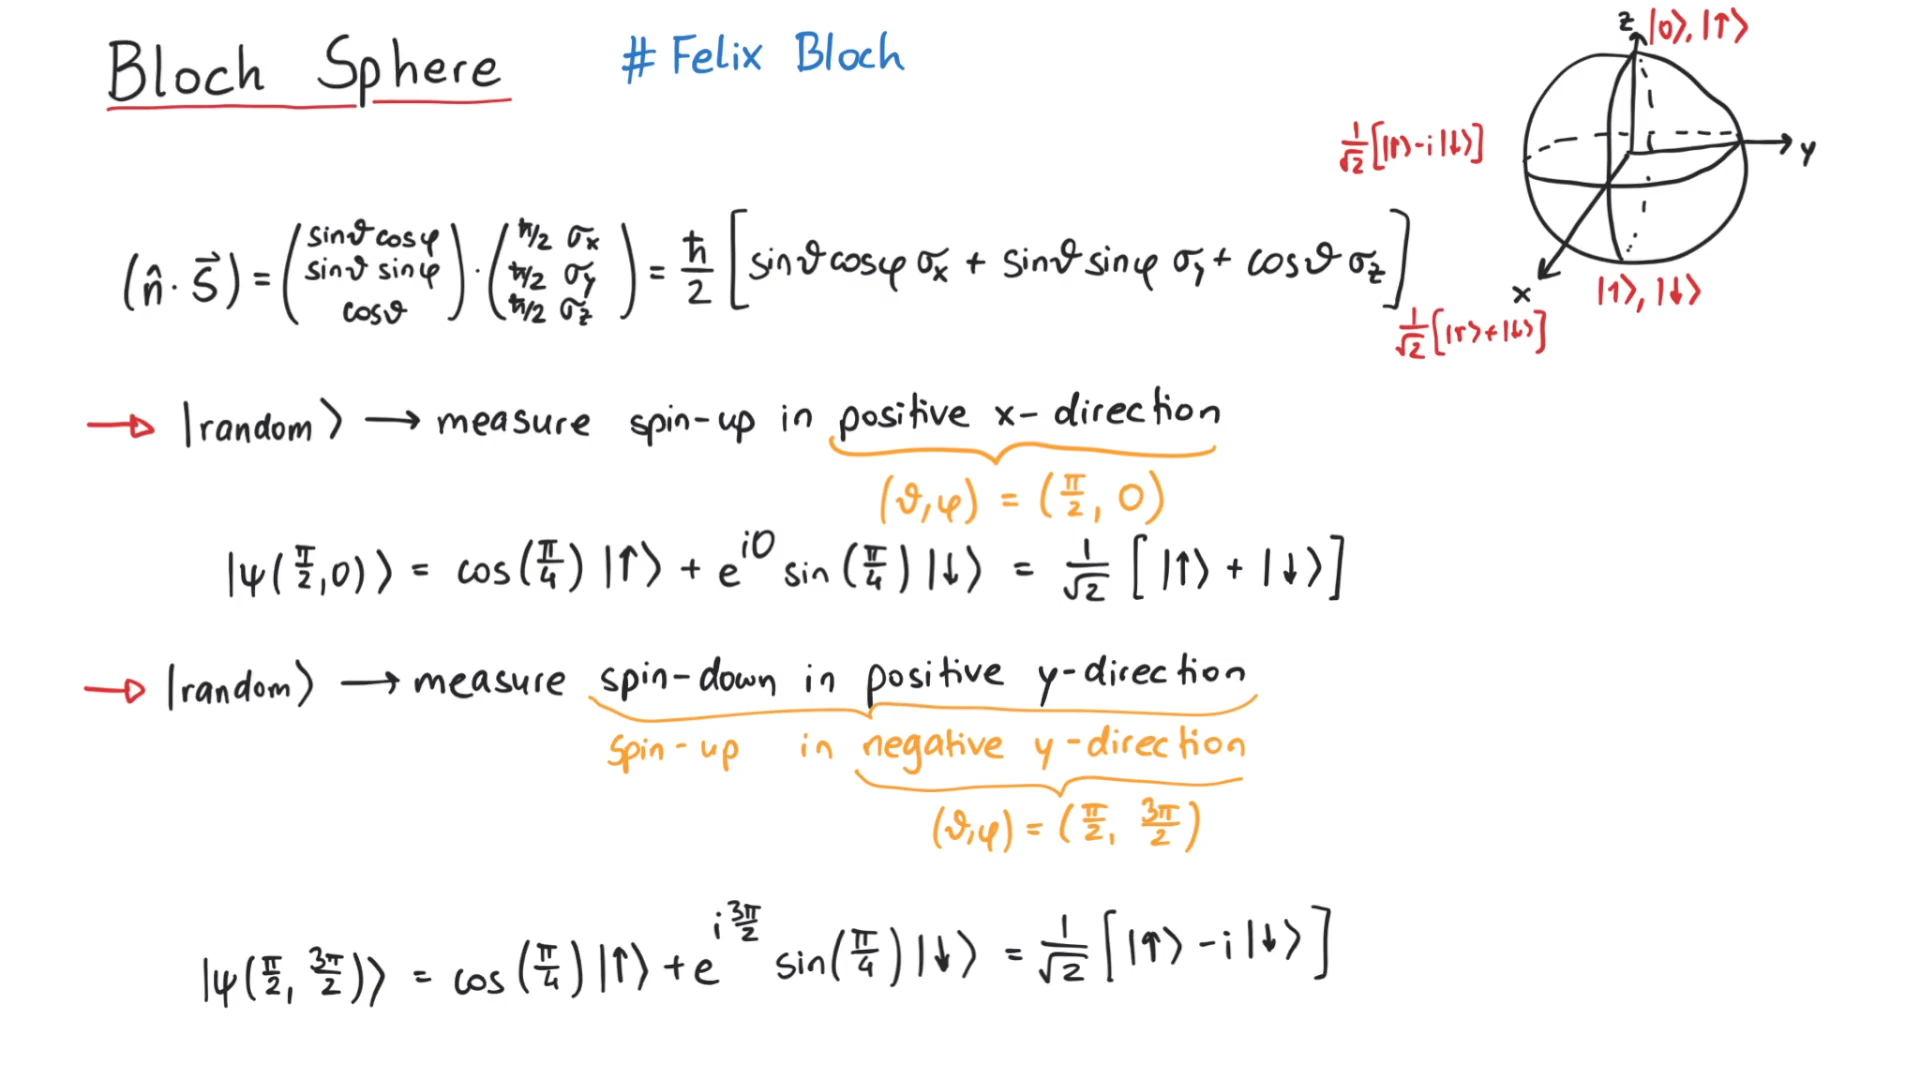 Bloch Sphere # Felix Bloch
z |0⟩, |↑⟩
1/√2 [|↑⟩-i|↓⟩]
y
(n̂ · S⃗) = (sinϑ cosφ, sinϑ sinφ, cosϑ) · (ħ/2 σx, ħ/2 σy, ħ/2 σz) = ħ/2 [sinϑ cosφ σx + sinϑ sinφ σy + cosϑ σz]
x
|1⟩, |↓⟩
1/√2 [|↑⟩+|↓⟩]
|random⟩ → measure spin-up in positive x-direction
(ϑ,φ) = (π/2, 0)
|ψ(π/2,0)⟩ = cos(π/4) |↑⟩ + e^{i0} sin(π/4) |↓⟩ = 1/√2 [|↑⟩ + |↓⟩]
|random⟩ → measure spin-down in positive y-direction
spin-up in negative y-direction
(ϑ,φ) = (π/2, 3π/2)
|ψ(π/2, 3π/2)⟩ = cos(π/4) |↑⟩ + e^{i 3π/2} sin(π/4) |↓⟩ = 1/√2 [|↑⟩ - i |↓⟩]